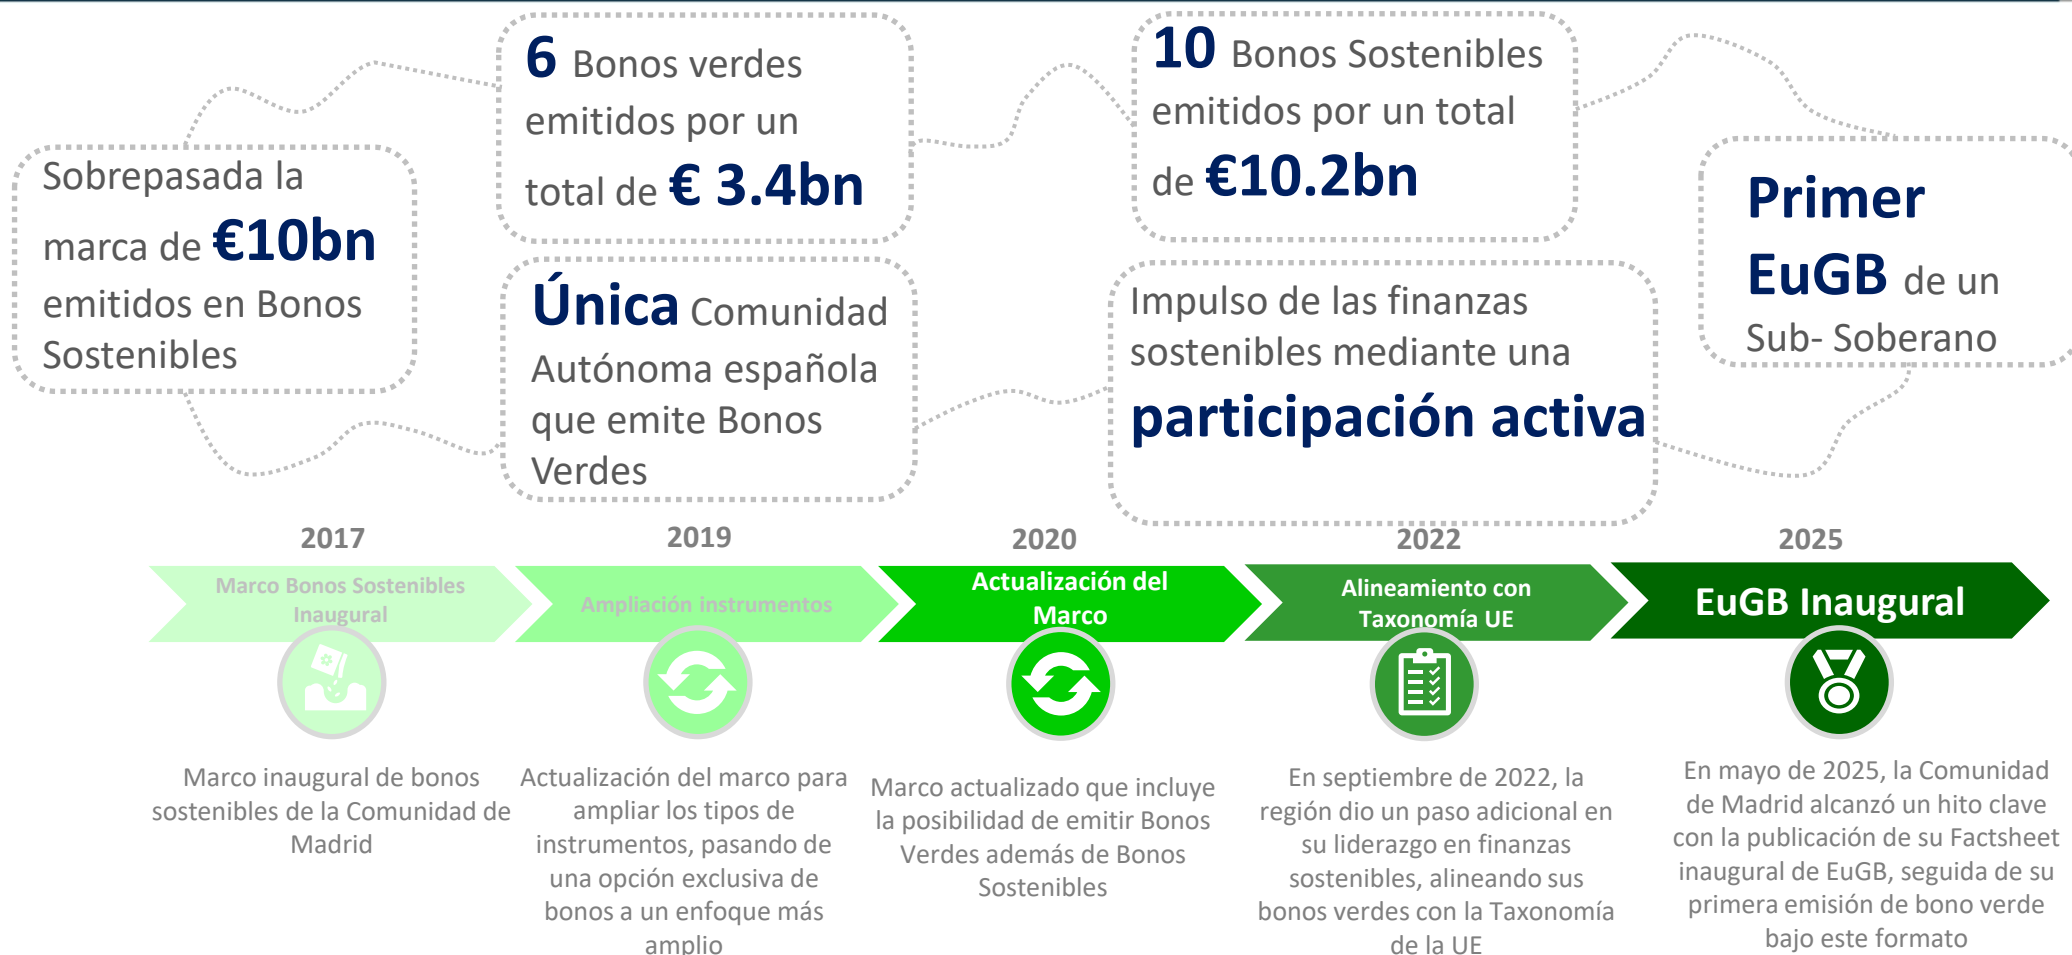 Sobrepasada la
marca de €10bn
emitidos en Bonos
Sostenibles
6 Bonos verdes
emitidos por un
total de € 3.4bn
Única Comunidad
Autónoma española
que emite Bonos
Verdes
10 Bonos Sostenibles
emitidos por un total
de €10.2bn
Impulso de las finanzas
sostenibles mediante una
participación activa
Primer
EuGB de un
Sub- Soberano
2017
Marco Bonos Sostenibles
Inaugural
Marco inaugural de bonos
sostenibles de la Comunidad de
Madrid
2019
Ampliación instrumentos
Actualización del marco para
ampliar los tipos de
instrumentos, pasando de
una opción exclusiva de
bonos a un enfoque más
amplio
2020
Actualización del
Marco
Marco actualizado que incluye
la posibilidad de emitir Bonos
Verdes además de Bonos
Sostenibles
2022
Alineamiento con
Taxonomía UE
En septiembre de 2022, la
región dio un paso adicional en
su liderazgo en finanzas
sostenibles, alineando sus
bonos verdes con la Taxonomía
de la UE
2025
EuGB Inaugural
En mayo de 2025, la Comunidad
de Madrid alcanzó un hito clave
con la publicación de su Factsheet
inaugural de EuGB, seguida de su
primera emisión de bono verde
bajo este formato